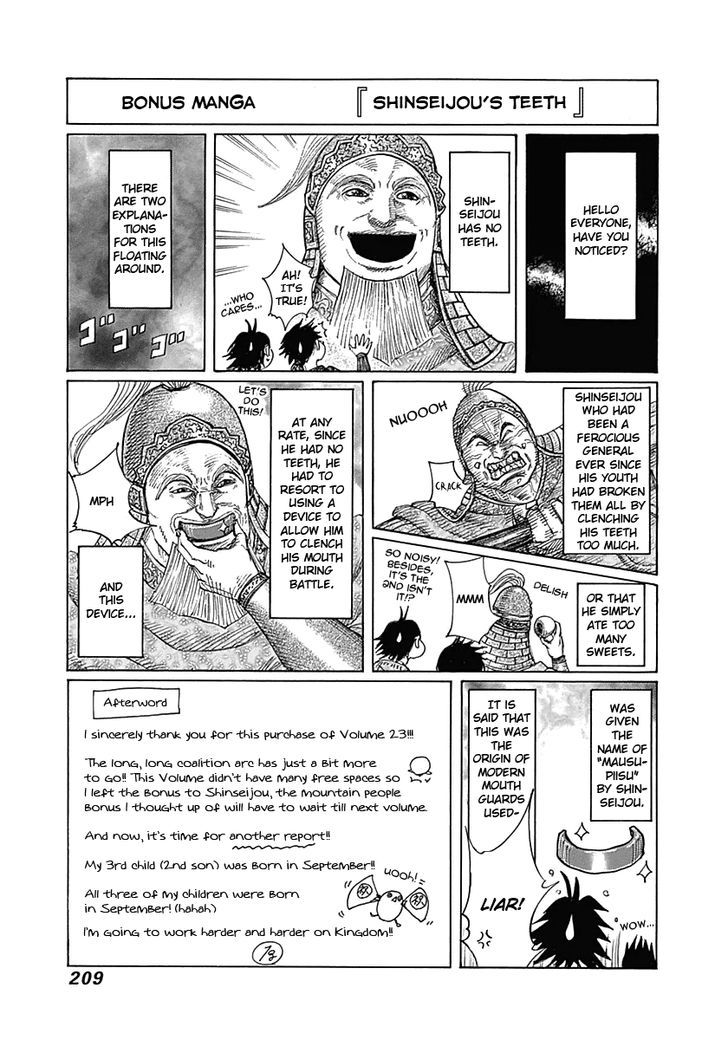 BONUS MANGA 『SHINSEIJOU'S TEETH』
HELLO
EVERYONE,
HAVE YOU
NOTICED?
SHIN-
SEIJOU
HAS NO
TEETH.
AH!
IT'S
TRUE!
...WHO
CARES...
THERE
ARE TWO
EXPLANA-
TIONS
FOR THIS
FLOATING
AROUND.
ゴゴゴ
SHINSEIJOU
WHO HAD
BEEN A
FEROCIOUS
GENERAL
EVER SINCE
HIS YOUTH
HAD BROKEN
THEM ALL BY
CLENCHING
HIS TEETH
TOO MUCH.
NUOOOH
CRACK
OR THAT
HE SIMPLY
ATE TOO
MANY
SWEETS.
DELISH
MMM
SO NOISY!
BESIDES,
IT'S THE
2ND ISN'T
IT!?
LET'S
DO
THIS!
AT ANY
RATE, SINCE
HE HAD NO
TEETH, HE
HAD TO
RESORT TO
USING A
DEVICE TO
ALLOW HIM
TO CLENCH
HIS MOUTH
DURING
BATTLE.
MPH
AND
THIS
DEVICE...
WAS
GIVEN
THE
NAME OF
"MAUSU-
PIISU"
BY SHIN-
SEIJOU.
IT IS
SAID THAT
THIS WAS
THE
ORIGIN OF
MODERN
MOUTH
GUARDS
USED-
LIAR!
WOW...
Afterword
I sincerely thank you for this purchase of Volume 23!!!
The long, long coalition arc has just a bit more
to go!! This Volume didn't have many free spaces so
I left the bonus to Shinseijou, the mountain people
bonus I thought up of will have to wait till next volume.
And now, it's time for another report!!
My 3rd child (2nd son) was born in September!!
All three of my children were born
in September! (hahah)
uooh!
祝 祝
I'm going to work harder and harder on Kingdom!!
209